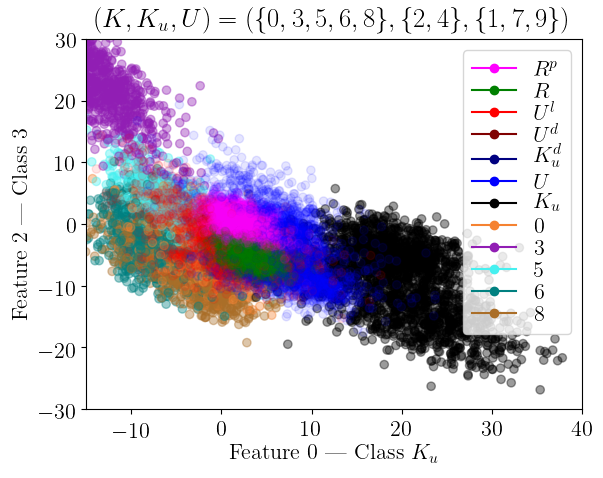 (K, K_u, U) = ({0, 3, 5, 6, 8}, {2, 4}, {1, 7, 9})
30
20
10
0
−10
−20
−30
Feature 2 — Class 3
R^p
R
U^l
U^d
K_u^d
U
K_u
0
3
5
6
8
−10
0
10
20
30
40
Feature 0 — Class K_u